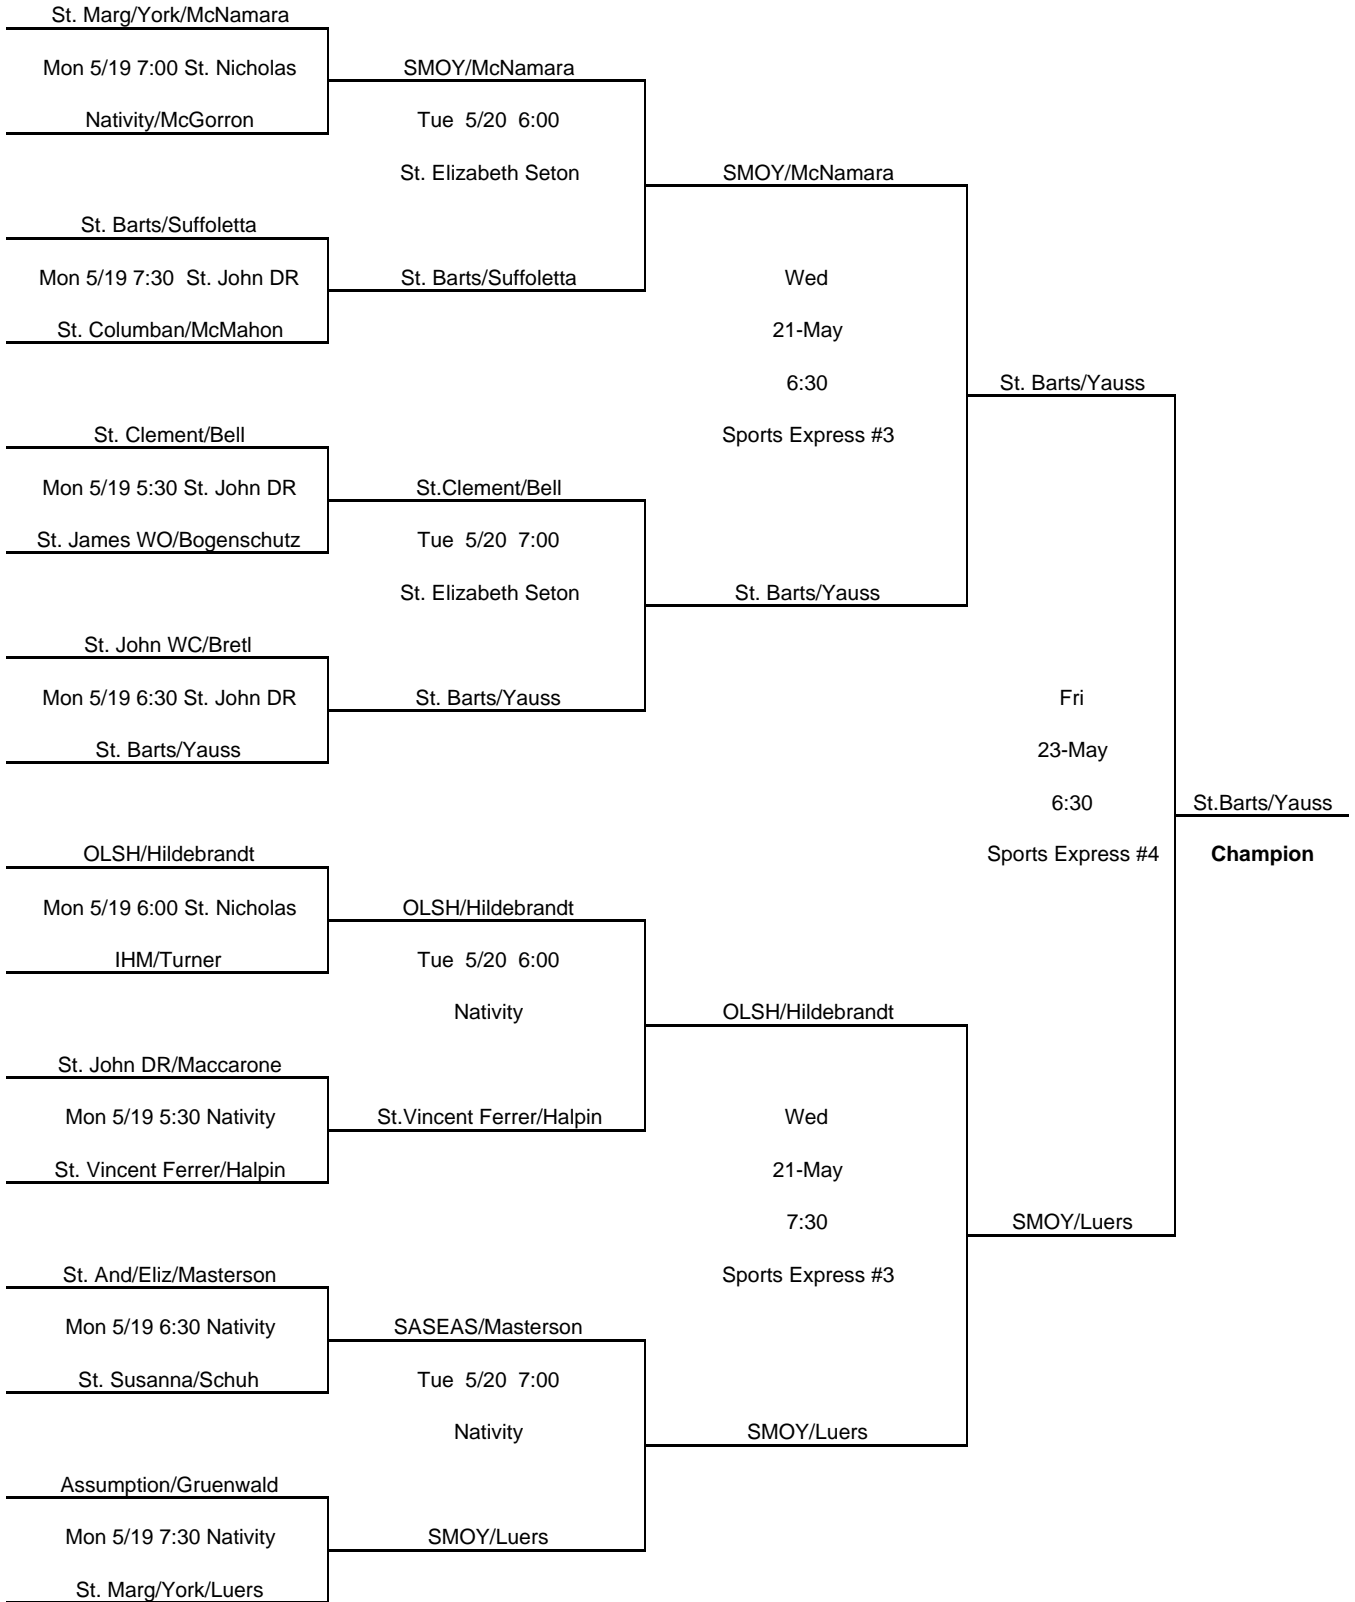 St. Marg/York/McNamara
Mon 5/19 7:00 St. Nicholas
SMOY/McNamara
Nativity/McGorron
Tue 5/20 6:00
St. Elizabeth Seton
SMOY/McNamara
St. Barts/Suffoletta
Mon 5/19 7:30 St. John DR
St. Barts/Suffoletta
Wed
St. Columban/McMahon
21-May
6:30
St. Barts/Yauss
St. Clement/Bell
Sports Express #3
Mon 5/19 5:30 St. John DR
St.Clement/Bell
St. James WO/Bogenschutz
Tue 5/20 7:00
St. Elizabeth Seton
St. Barts/Yauss
St. John WC/Bretl
Mon 5/19 6:30 St. John DR
St. Barts/Yauss
Fri
St. Barts/Yauss
23-May
6:30
St.Barts/Yauss
OLSH/Hildebrandt
Sports Express #4
Champion
Mon 5/19 6:00 St. Nicholas
OLSH/Hildebrandt
IHM/Turner
Tue 5/20 6:00
Nativity
OLSH/Hildebrandt
St. John DR/Maccarone
Mon 5/19 5:30 Nativity
St.Vincent Ferrer/Halpin
Wed
St. Vincent Ferrer/Halpin
21-May
7:30
SMOY/Luers
St. And/Eliz/Masterson
Sports Express #3
Mon 5/19 6:30 Nativity
SASEAS/Masterson
St. Susanna/Schuh
Tue 5/20 7:00
Nativity
SMOY/Luers
Assumption/Gruenwald
Mon 5/19 7:30 Nativity
SMOY/Luers
St. Marg/York/Luers